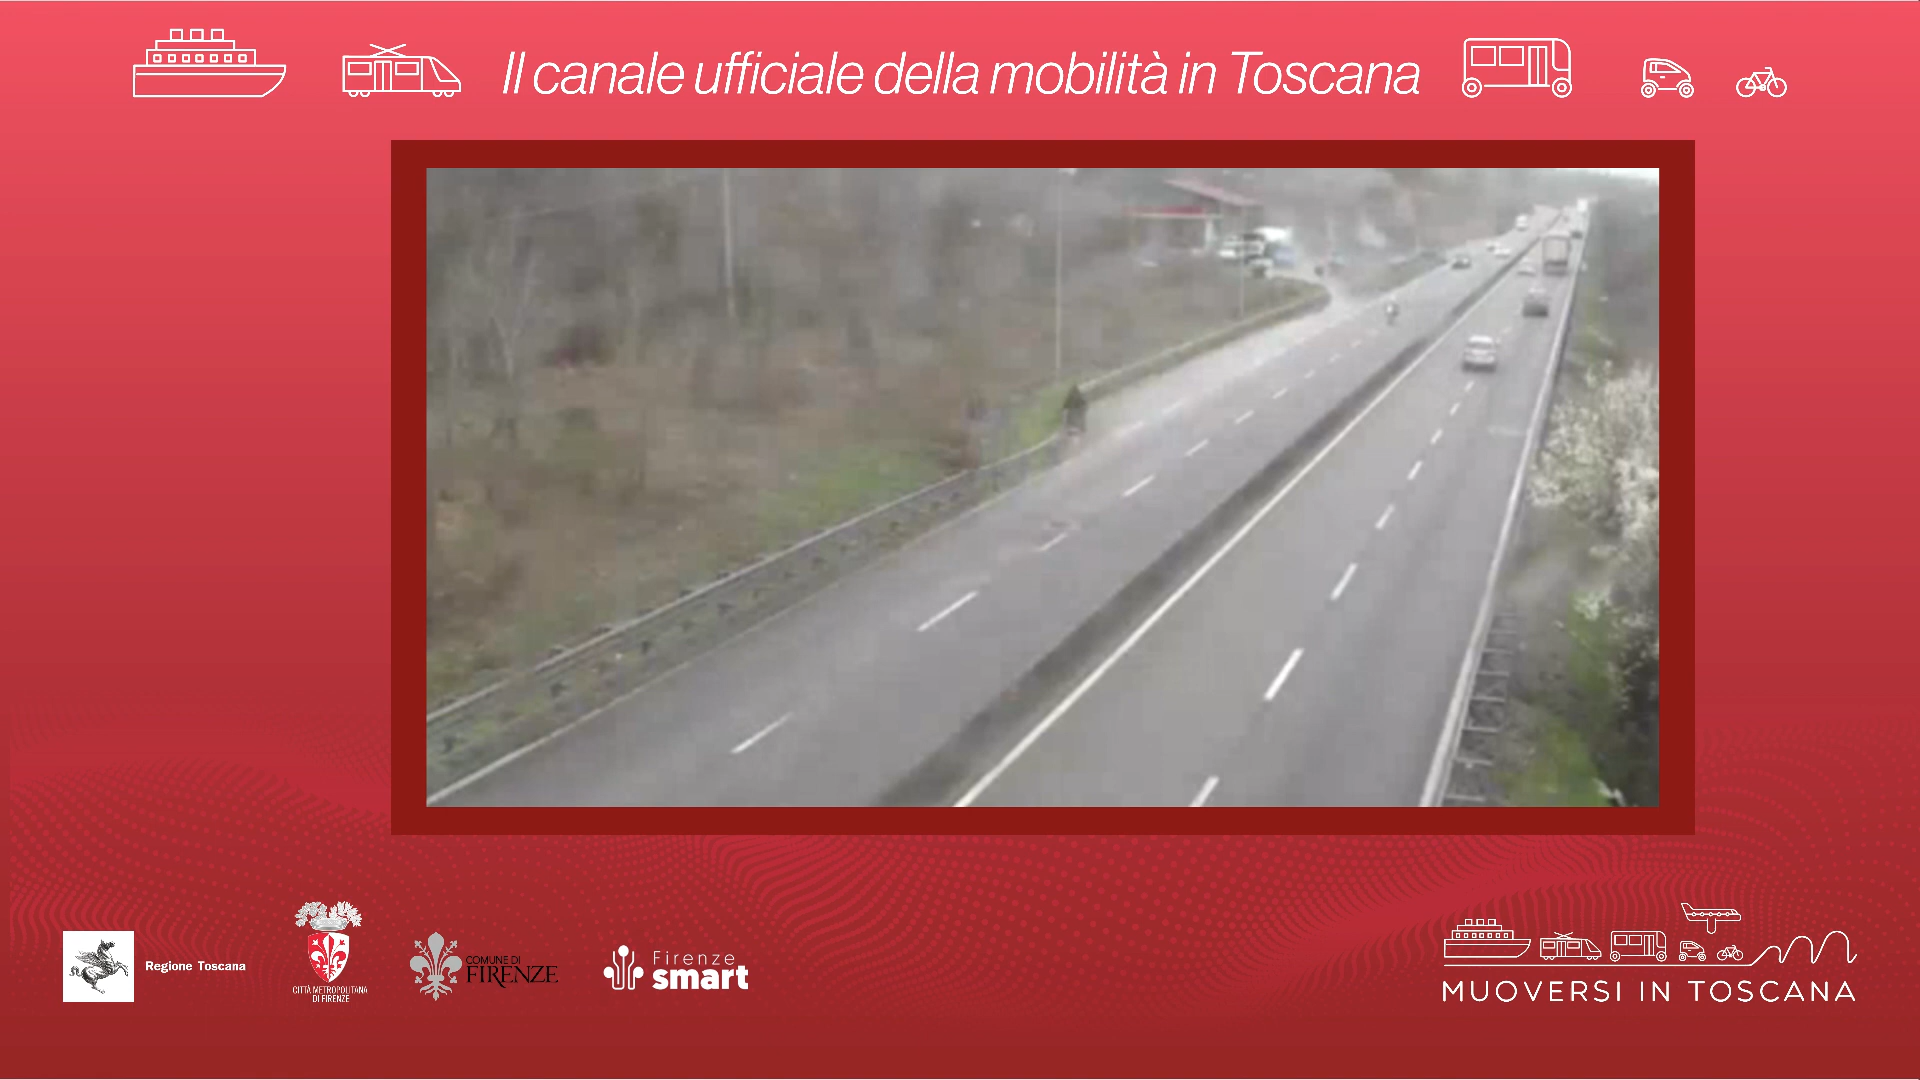 Il canale ufficiale della mobilità in Toscana
Regione Toscana
CITTÀ METROPOLITANA
DI FIRENZE
COMUNE DI
FIRENZE
Firenze
smart
MUOVERSI IN TOSCANA